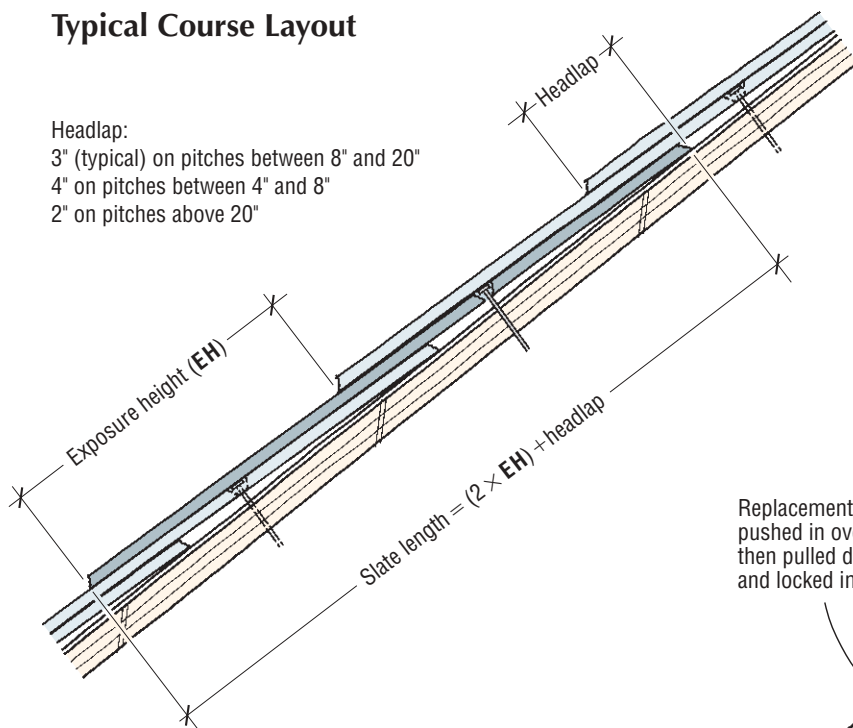 Typical Course Layout
Headlap:
3" (typical) on pitches between 8" and 20"
4" on pitches between 4" and 8"
2" on pitches above 20"
Headlap
Exposure height (EH)
Slate length = (2 × EH) + headlap
Replacement
pushed in ov
then pulled d
and locked in